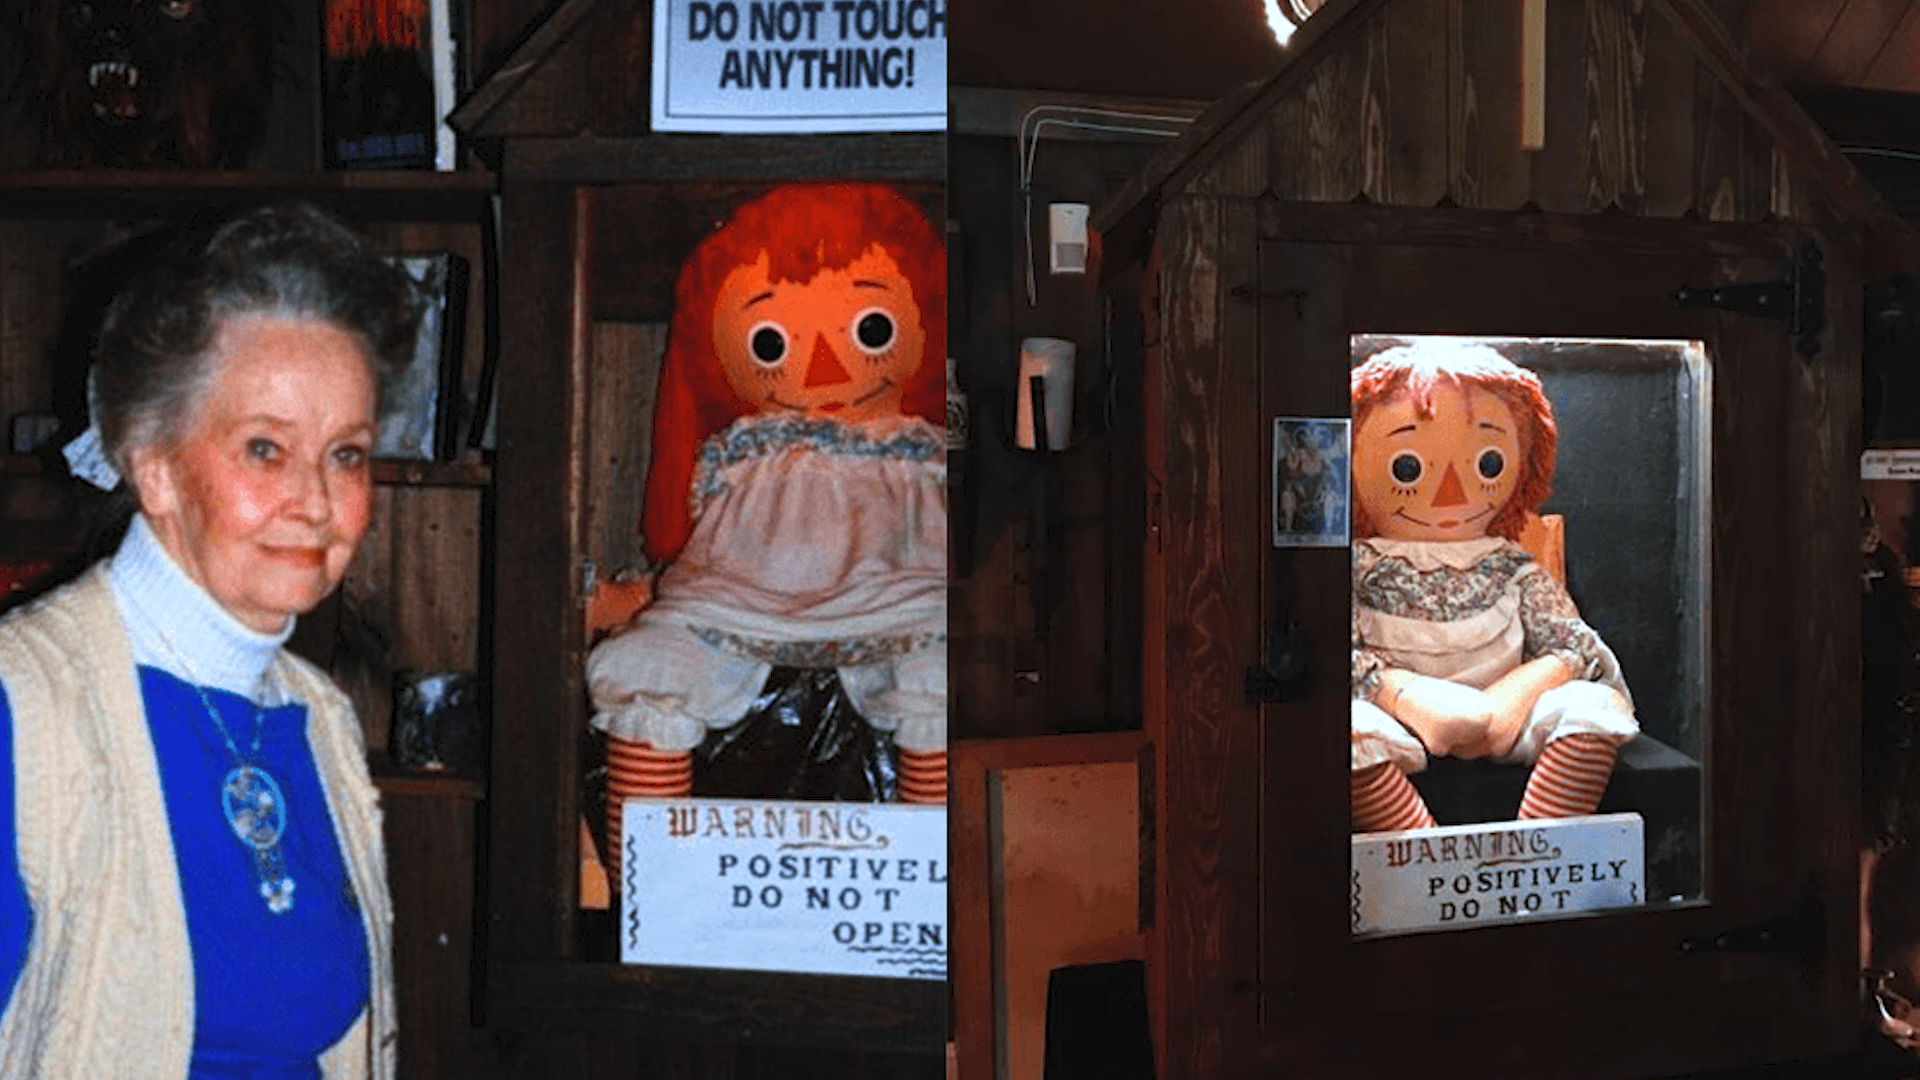 DO NOT TOUCH
ANYTHING!
WARNING,
POSITIVEL
DO NOT
OPEN
WARNING,
POSITIVELY
DO NOT